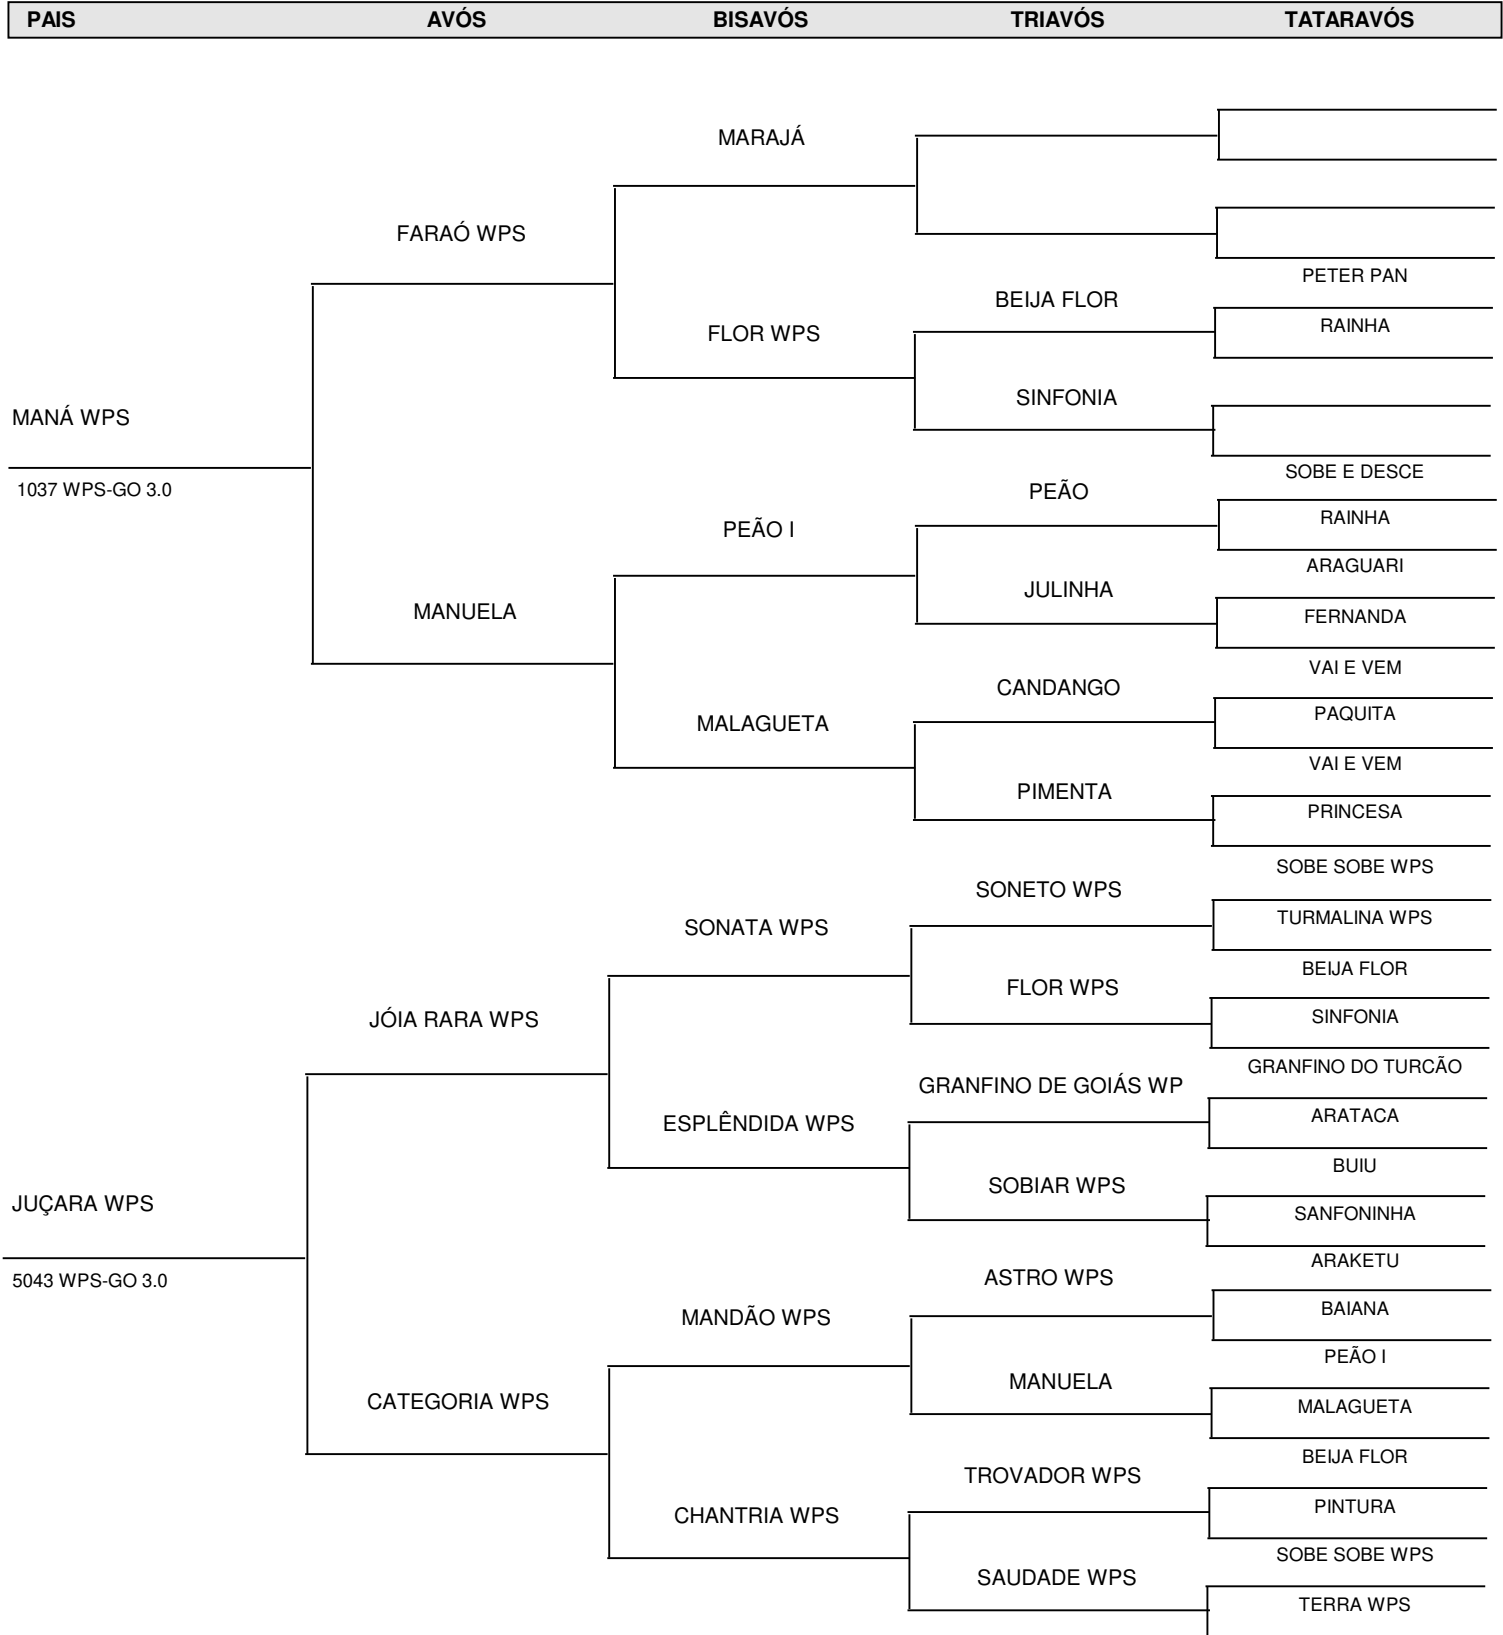 PAIS AVÓS BISAVÓS TRIAVÓS TATARAVÓS
MARAJÁ
FARAÓ WPS
PETER PAN
BEIJA FLOR
RAINHA
FLOR WPS
SINFONIA
MANÁ WPS
SOBE E DESCE
1037 WPS-GO 3.0
PEÃO
RAINHA
PEÃO I
ARAGUARI
JULINHA
MANUELA
FERNANDA
VAI E VEM
CANDANGO
PAQUITA
MALAGUETA
VAI E VEM
PIMENTA
PRINCESA
SOBE SOBE WPS
SONETO WPS
TURMALINA WPS
SONATA WPS
BEIJA FLOR
FLOR WPS
SINFONIA
JÓIA RARA WPS
GRANFINO DO TURCÃO
GRANFINO DE GOIÁS WP
ARATACA
ESPLÊNDIDA WPS
BUIU
SOBIAR WPS
JUÇARA WPS
SANFONINHA
ARAKETU
5043 WPS-GO 3.0
ASTRO WPS
BAIANA
MANDÃO WPS
PEÃO I
MANUELA
CATEGORIA WPS
MALAGUETA
BEIJA FLOR
TROVADOR WPS
PINTURA
CHANTRIA WPS
SOBE SOBE WPS
SAUDADE WPS
TERRA WPS